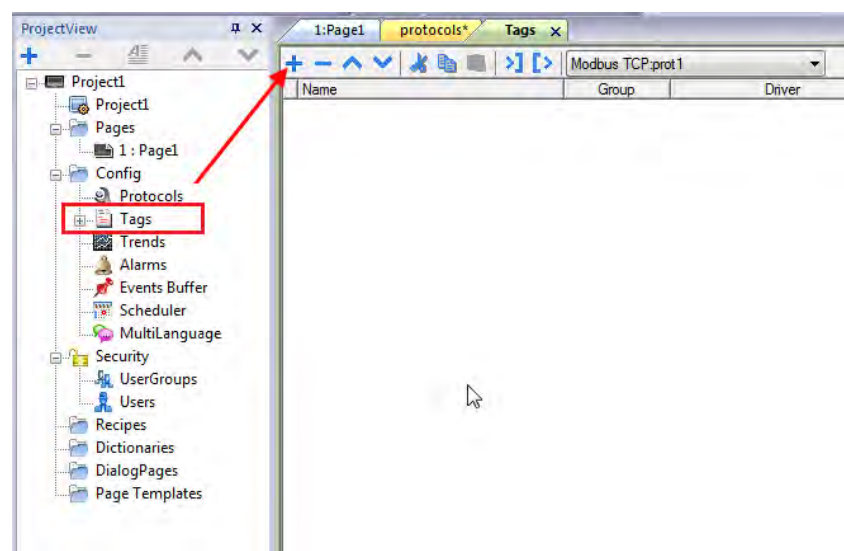 ProjectView
1:Page1 protocols* Tags
Modbus TCP:prot1
Name Group Driver
Project1
Project1
Pages
1 : Page1
Config
Protocols
Tags
Trends
Alarms
Events Buffer
Scheduler
MultiLanguage
Security
UserGroups
Users
Recipes
Dictionaries
DialogPages
Page Templates